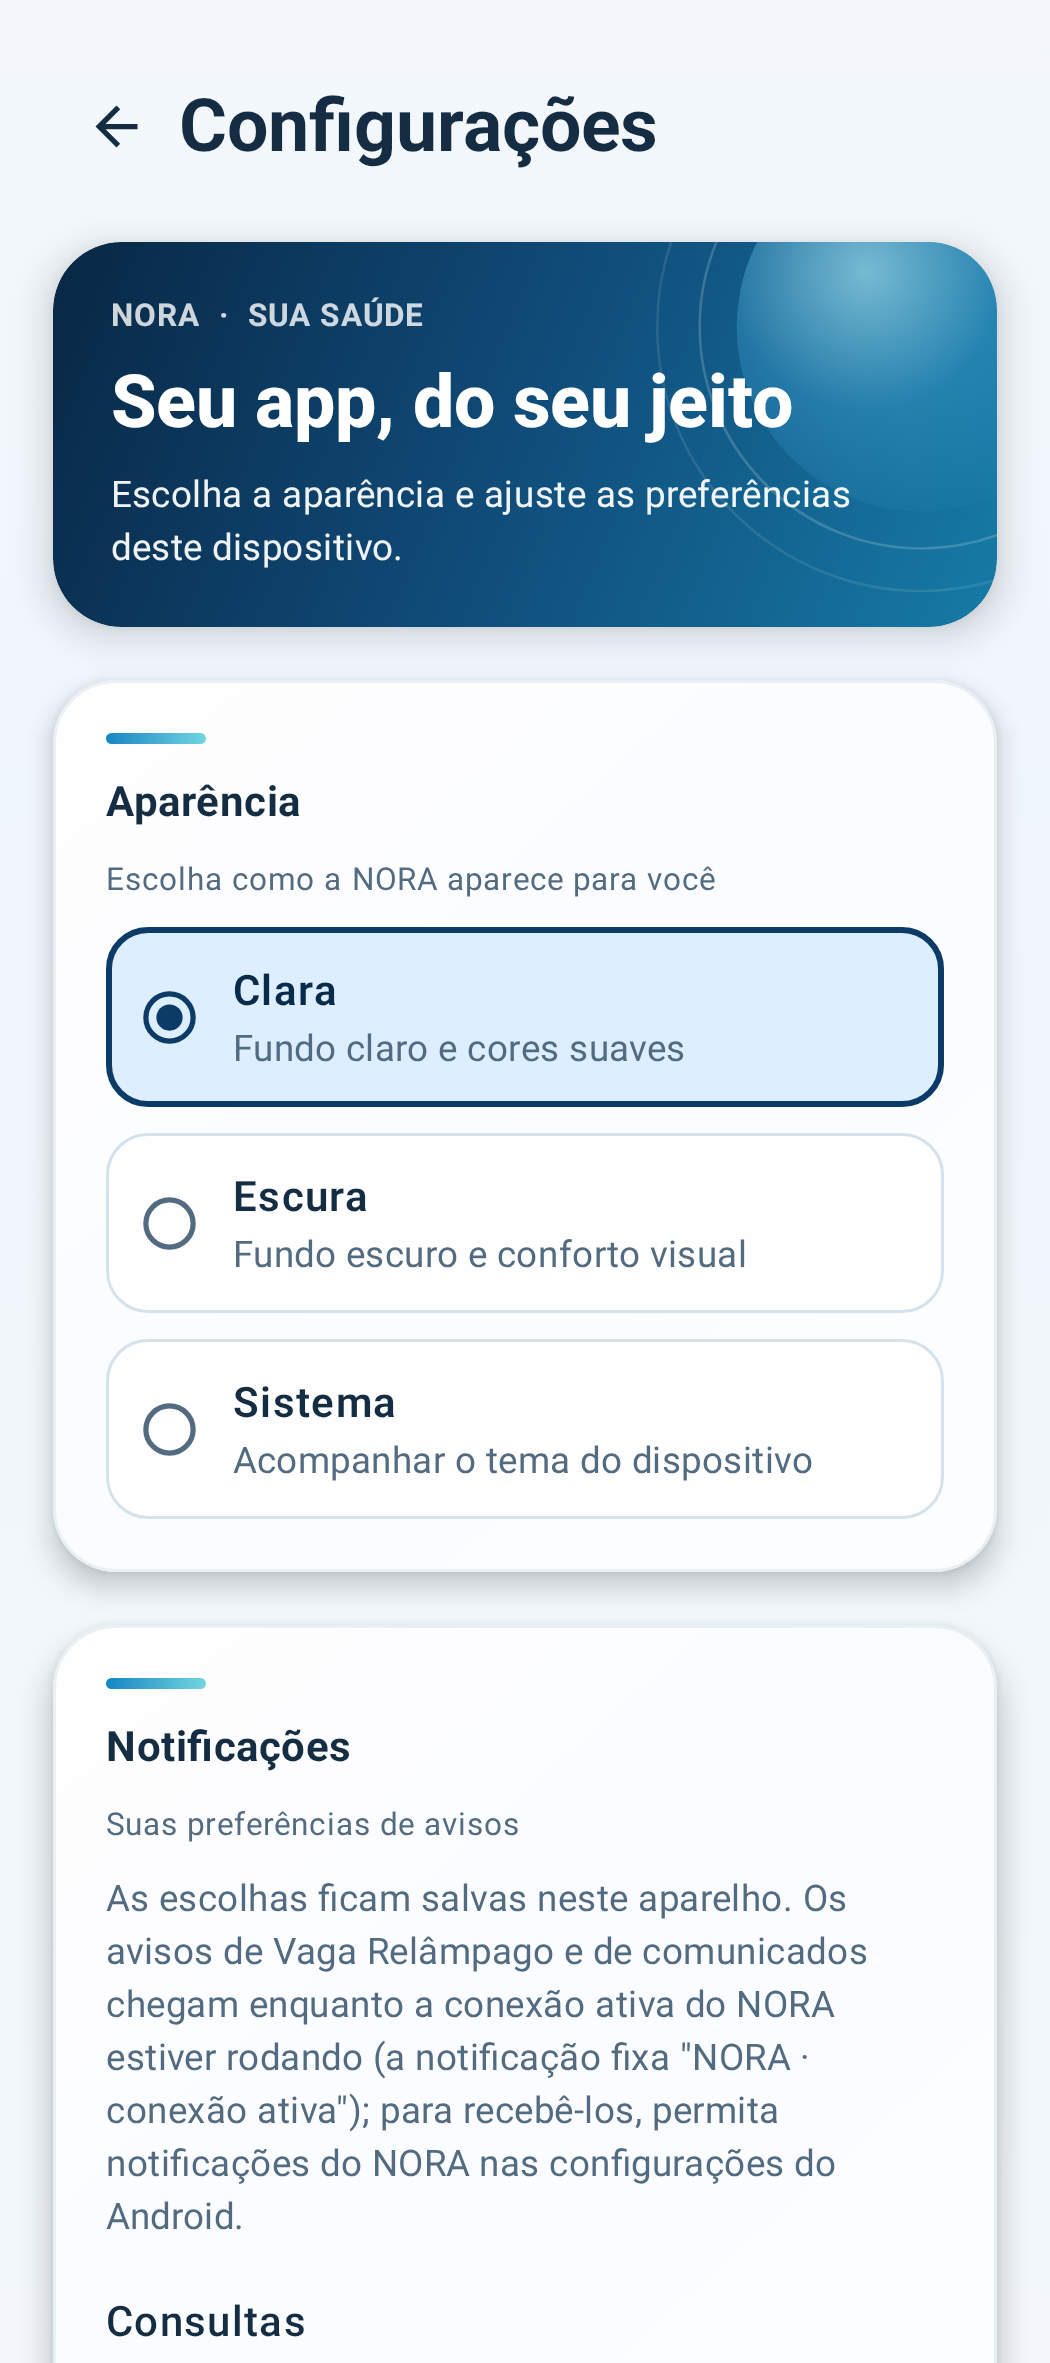 Configurações
NORA · SUA SAÚDE
Seu app, do seu jeito
Escolha a aparência e ajuste as preferências
deste dispositivo.
Aparência
Escolha como a NORA aparece para você
Clara
Fundo claro e cores suaves
Escura
Fundo escuro e conforto visual
Sistema
Acompanhar o tema do dispositivo
Notificações
Suas preferências de avisos
As escolhas ficam salvas neste aparelho. Os
avisos de Vaga Relâmpago e de comunicados
chegam enquanto a conexão ativa do NORA
estiver rodando (a notificação fixa "NORA ·
conexão ativa"); para recebê-los, permita
notificações do NORA nas configurações do
Android.
Consultas